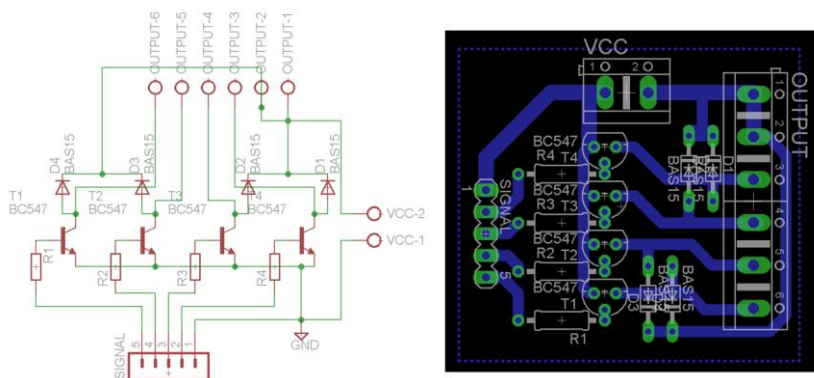 OUTPUT-6
OUTPUT-5
OUTPUT-4
OUTPUT-3
OUTPUT-2
OUTPUT-1
D4
BAS15
D3
BAS15
D2
BAS15
D1
BAS15
T1
BC547
T2
BC547
T3
BC547
T4
BC547
VCC-2
VCC-1
R1
R2
R3
R4
GND
SIGNAL
5
4
3
2
1
VCC
1
2
OUTPUT
1
2
3
4
5
6
SIGNAL
1
5
BC547
R4
T4
BC547
R3
T3
BC547
R2
T2
BC547
T1
R1
D1
BAS15
BAS15
BAS15
BAS15
D3